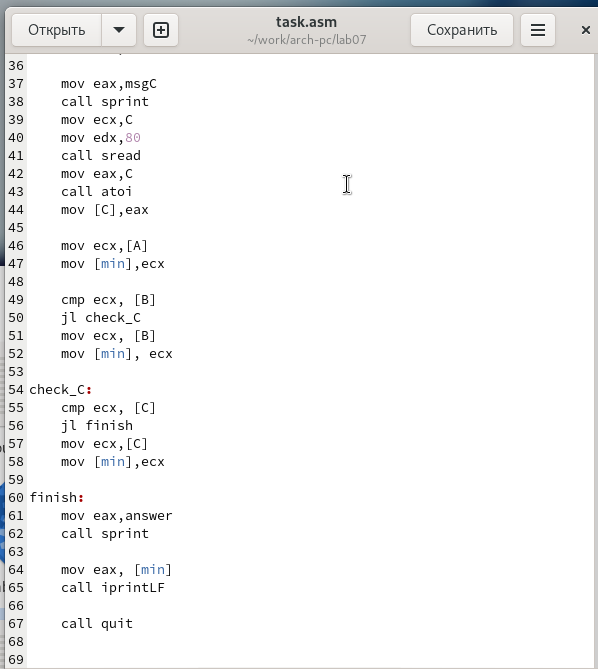 Открыть
task.asm
~/work/arch-pc/lab07
Сохранить
36
37 mov eax,msgC
38 call sprint
39 mov ecx,C
40 mov edx,80
41 call sread
42 mov eax,C
43 call atoi
44 mov [C],eax
45
46 mov ecx,[A]
47 mov [min],ecx
48
49 cmp ecx, [B]
50 jl check_C
51 mov ecx, [B]
52 mov [min], ecx
53
54 check_C:
55 cmp ecx, [C]
56 jl finish
57 mov ecx,[C]
58 mov [min],ecx
59
60 finish:
61 mov eax,answer
62 call sprint
63
64 mov eax, [min]
65 call iprintLF
66
67 call quit
68
69